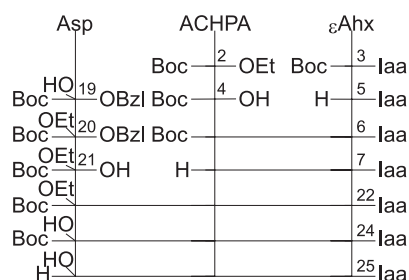 Asp ACHPA εAhx
Boc 2 OEt Boc 3 Iaa
HO
Boc 19 OBzl Boc 4 OH H 5 Iaa
OEt
Boc 20 OBzl Boc 6 Iaa
OEt
Boc 21 OH H 7 Iaa
OEt
Boc 22 Iaa
HO
Boc 24 Iaa
HO
H 25 Iaa